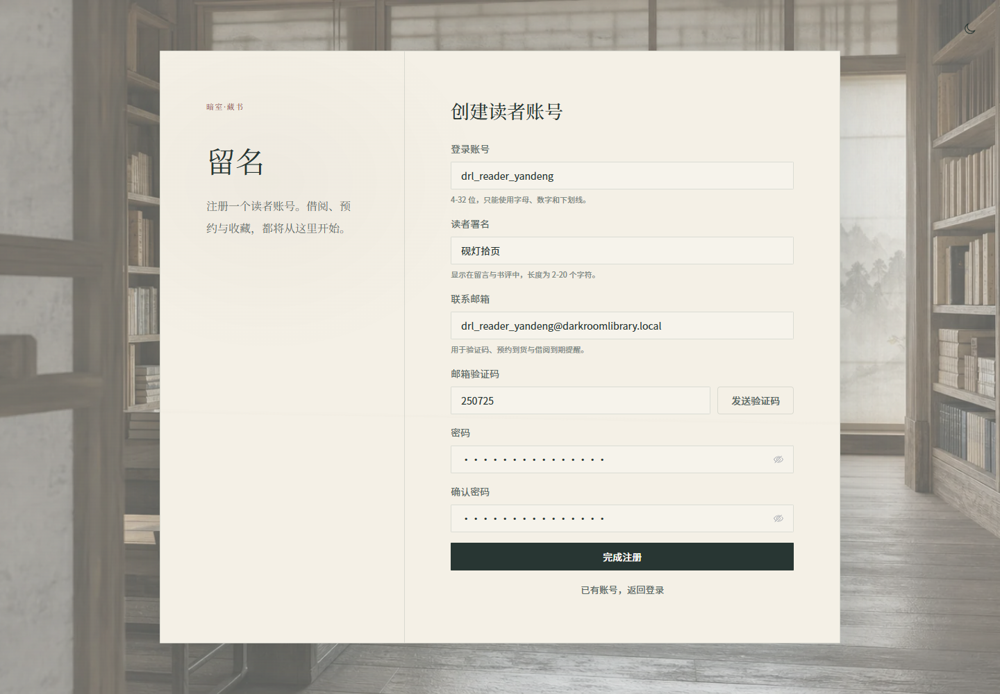 暗室·藏书
留名
注册一个读者账号。借阅、预
约与收藏，都将从这里开始。
创建读者账号
登录账号
drl_reader_yandeng
4-32 位，只能使用字母、数字和下划线。
读者署名
砚灯拾页
显示在留言与书评中，长度为 2-20 个字符。
联系邮箱
drl_reader_yandeng@darkroomlibrary.local
用于验证码、预约到货与借阅到期提醒。
邮箱验证码
250725 发送验证码
密码
• • • • • • • • • • • • • • •
确认密码
• • • • • • • • • • • • • • •
完成注册
已有账号，返回登录